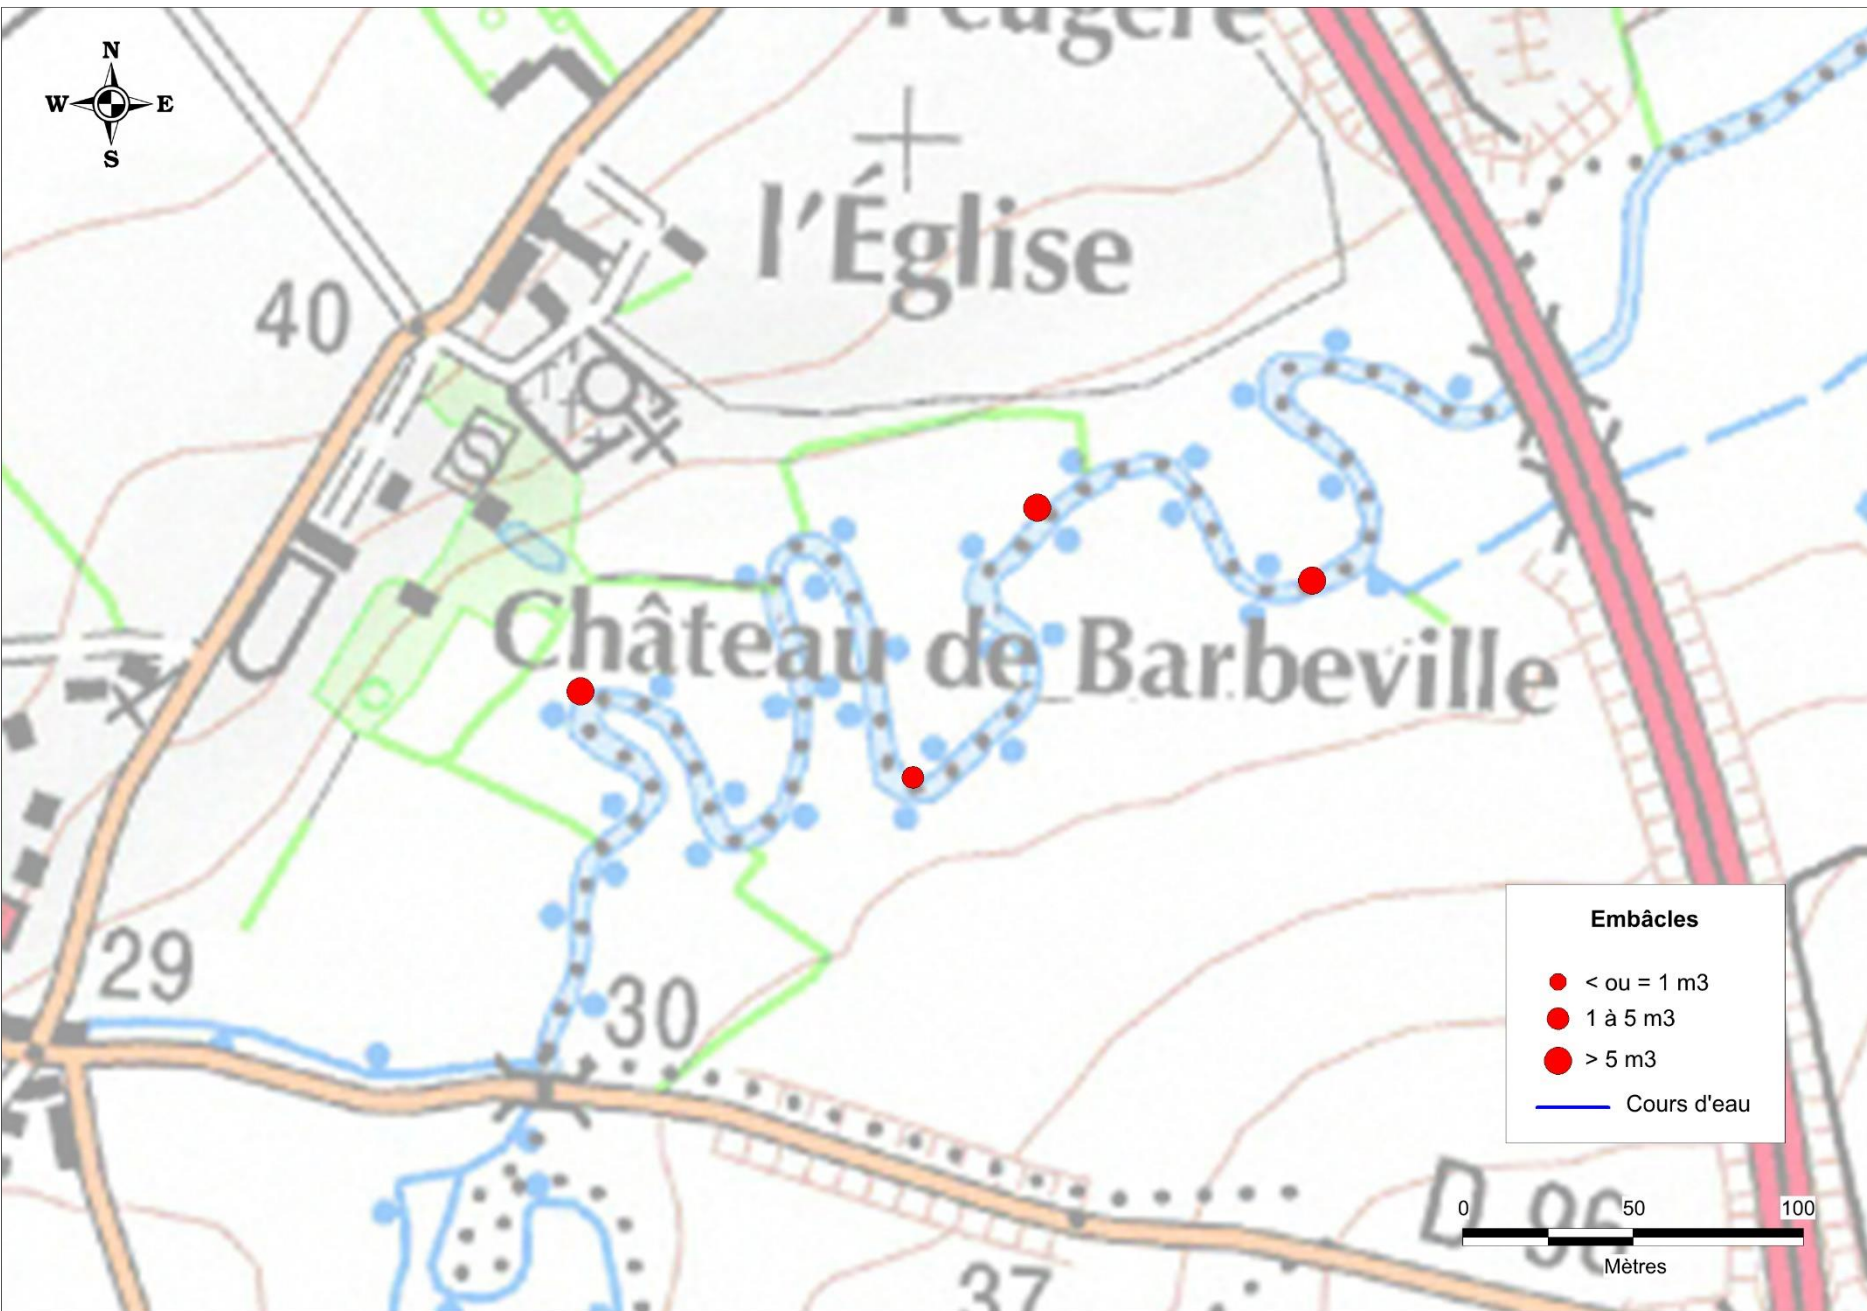 N
W E
S
l'Église
40
Château de Barbeville
29
30
Embâcles
< ou = 1 m3
1 à 5 m3
> 5 m3
Cours d'eau
D 96
0 50 100
Mètres
37